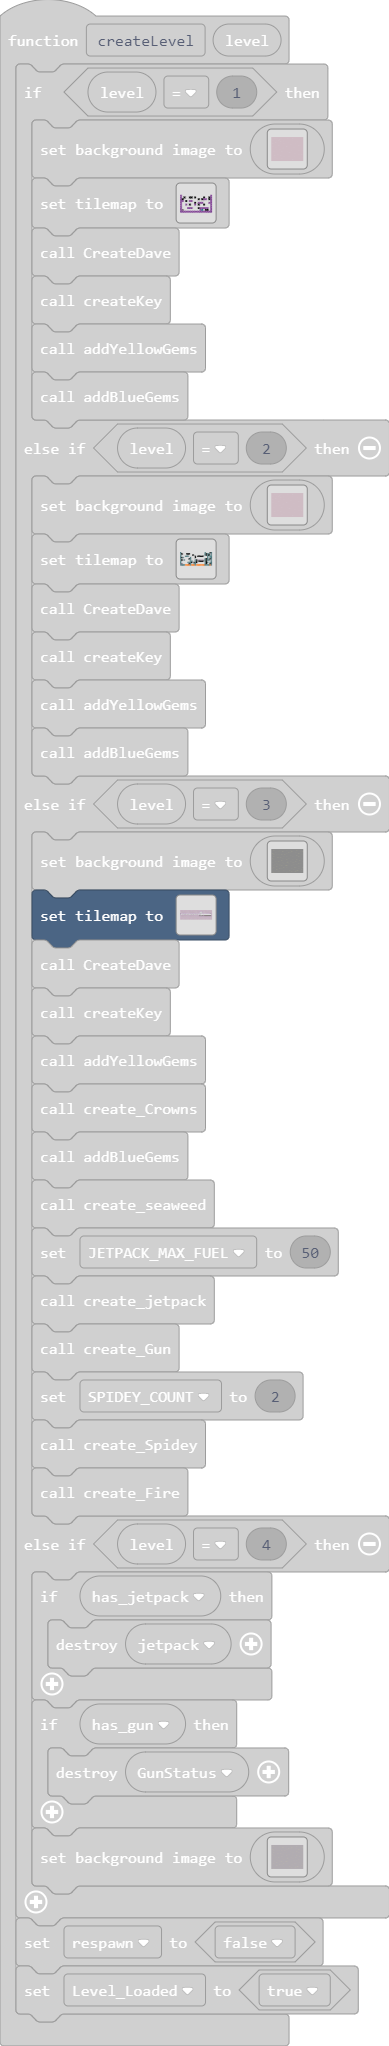 function createLevel level
if level = 1 then
set background image to
set tilemap to
call CreateDave
call createKey
call addYellowGems
call addBlueGems
else if level = 2 then
set background image to
set tilemap to
call CreateDave
call createKey
call addYellowGems
call addBlueGems
else if level = 3 then
set background image to
set tilemap to
call CreateDave
call createKey
call addYellowGems
call create_Crowns
call addBlueGems
call create_seaweed
set JETPACK_MAX_FUEL to 50
call create_jetpack
call create_Gun
set SPIDEY_COUNT to 2
call create_Spidey
call create_Fire
else if level = 4 then
if has_jetpack then
destroy jetpack
if has_gun then
destroy GunStatus
set background image to
set respawn to false
set Level_Loaded to true